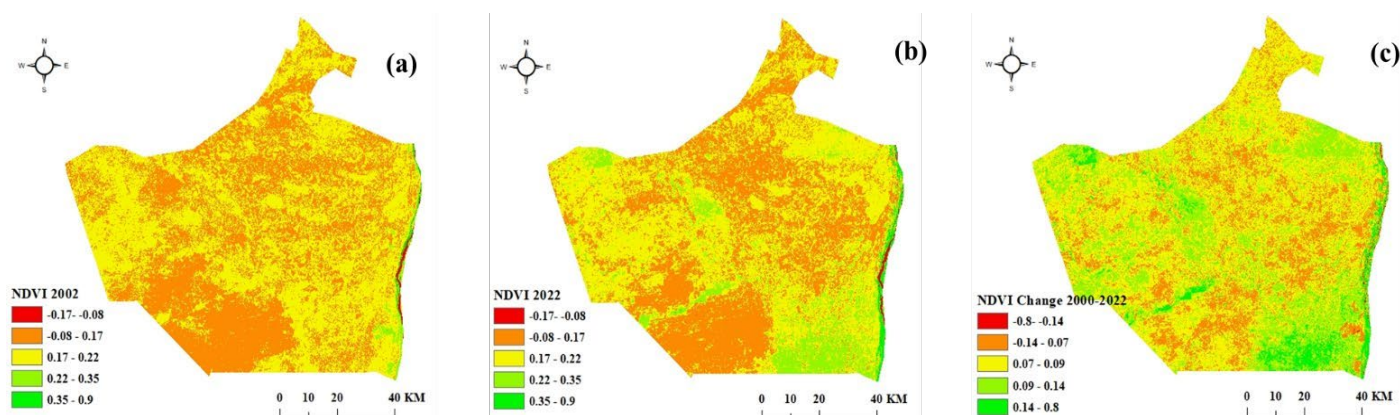 N
W E
S
(a)
NDVI 2002
-0.17- -0.08
-0.08 - 0.17
0.17 - 0.22
0.22 - 0.35
0.35 - 0.9
0 10 20 40 KM
N
W E
S
(b)
NDVI 2022
-0.17- -0.08
-0.08 - 0.17
0.17 - 0.22
0.22 - 0.35
0.35 - 0.9
0 10 20 40 KM
N
W E
S
(c)
NDVI Change 2000-2022
-0.8- -0.14
-0.14 - 0.07
0.07 - 0.09
0.09 - 0.14
0.14 - 0.8
0 10 20 40 KM